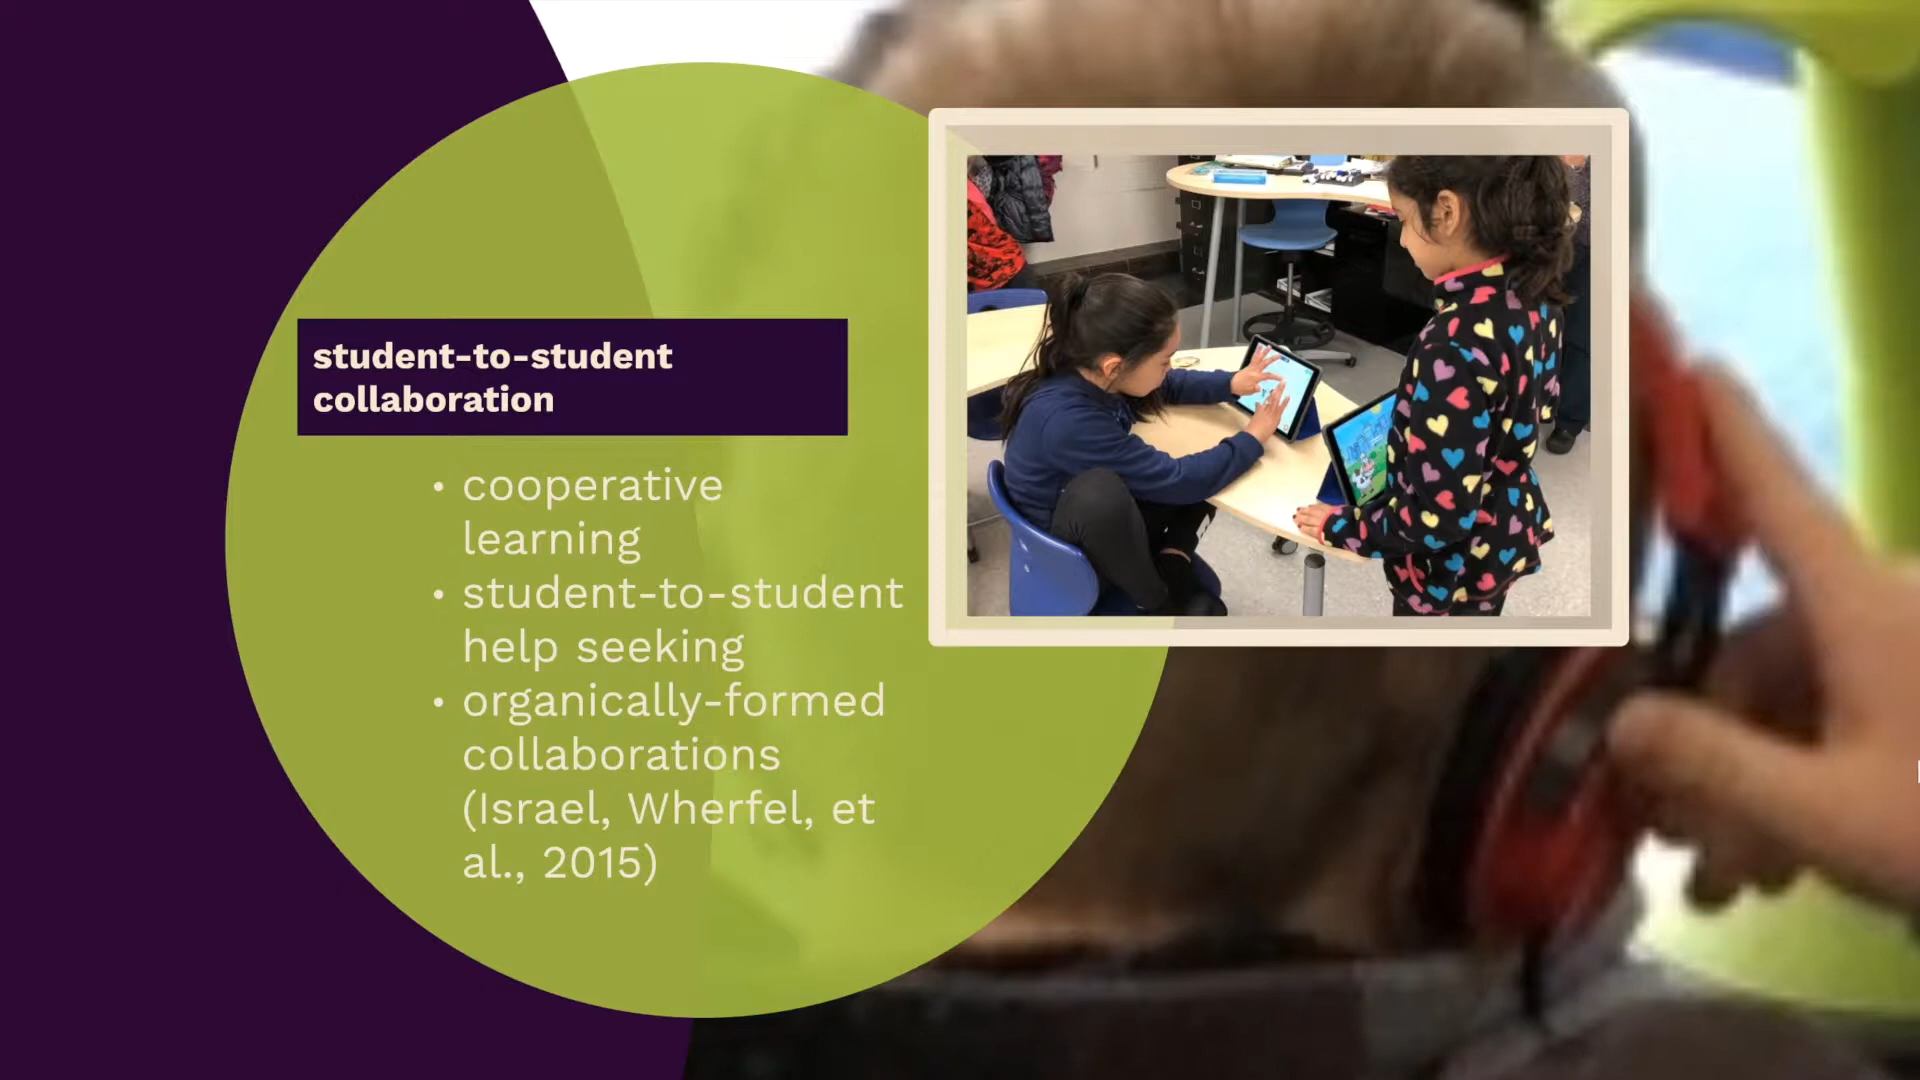 student-to-student
collaboration
• cooperative
learning
• student-to-student
help seeking
• organically-formed
collaborations
(Israel, Wherfel, et
al., 2015)